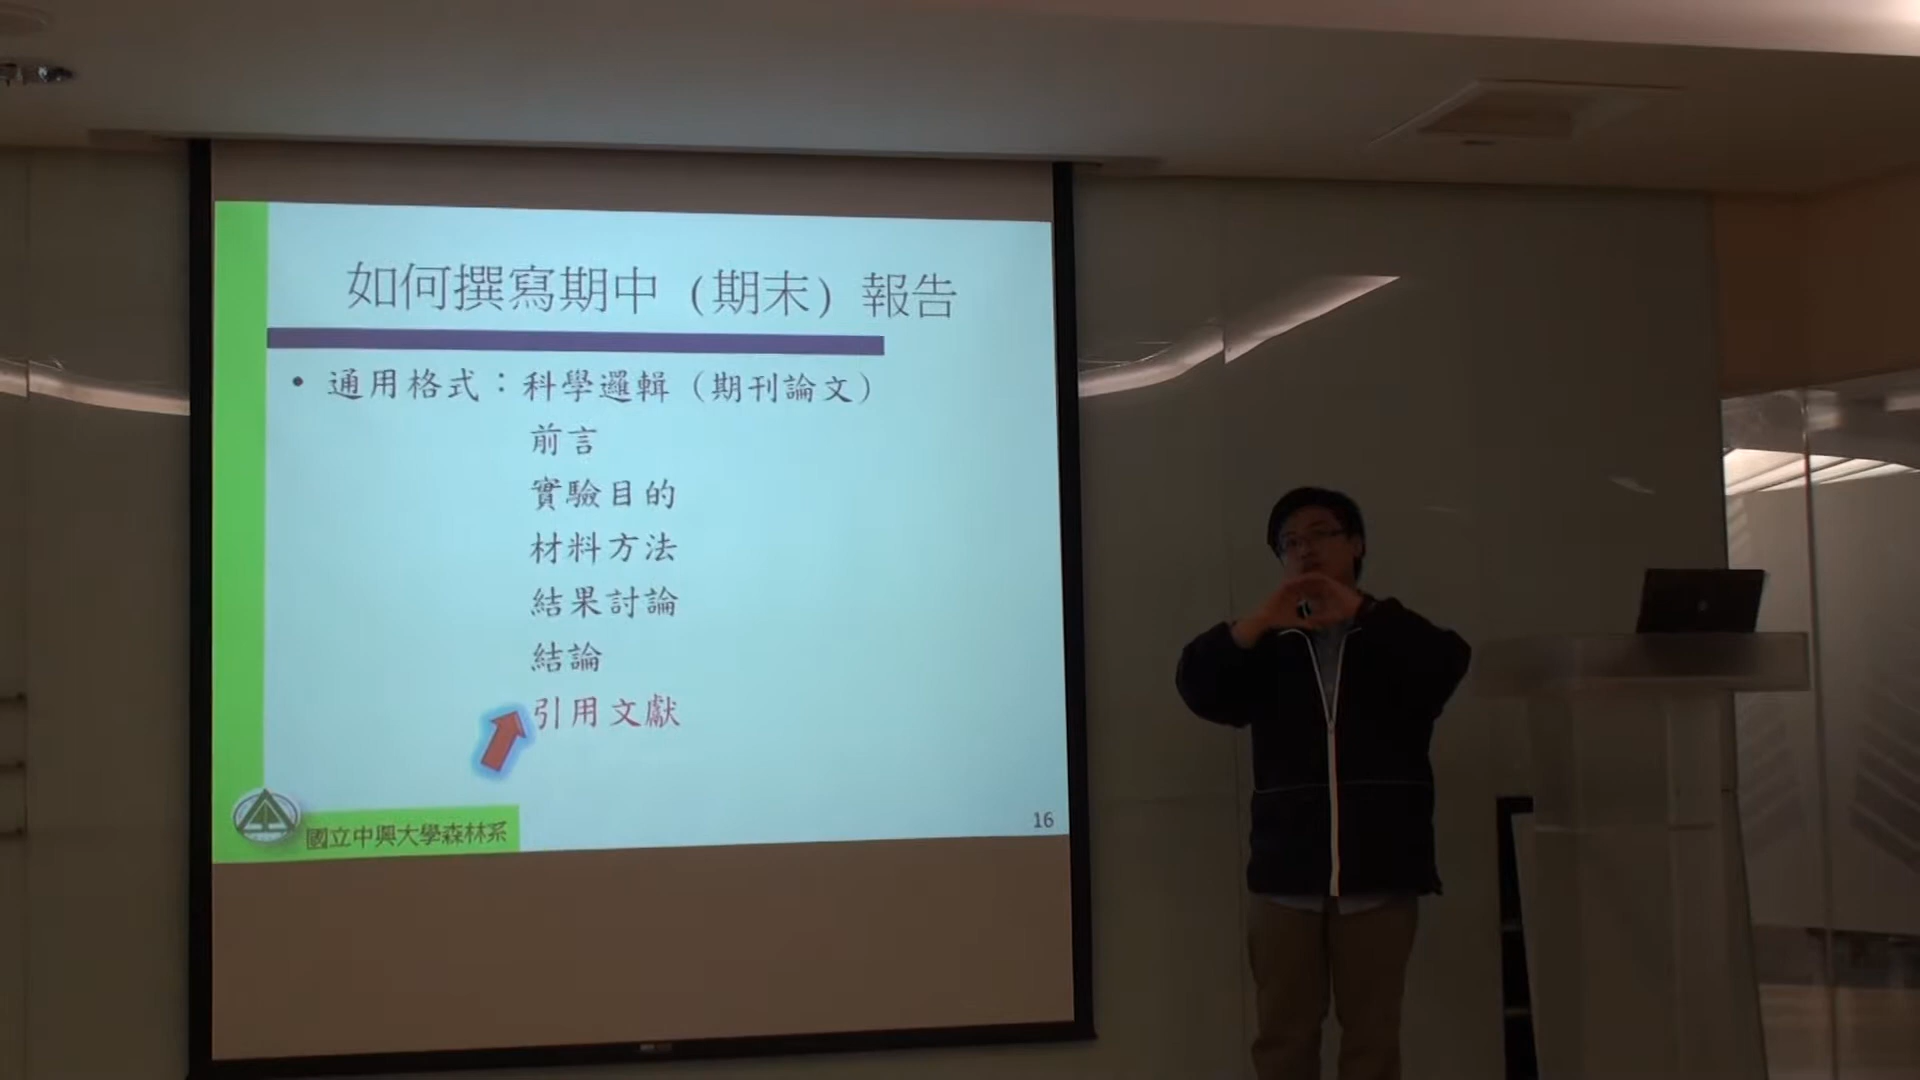 如何撰寫期中（期末）報告
• 通用格式：科學邏輯（期刊論文）
前言
實驗目的
材料方法
結果討論
結論
引用文獻
國立中興大學森林系
16